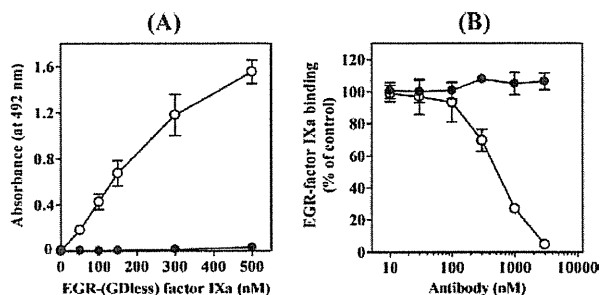 (A)
Absorbance (at 492 nm)
1.6
1.2
0.8
0.4
0
0 100 200 300 400 500
EGR-(GDless) factor IXa (nM)
(B)
EGR-factor IXa binding
(% of control)
120
100
80
60
40
20
0
10 100 1000 10000
Antibody (nM)